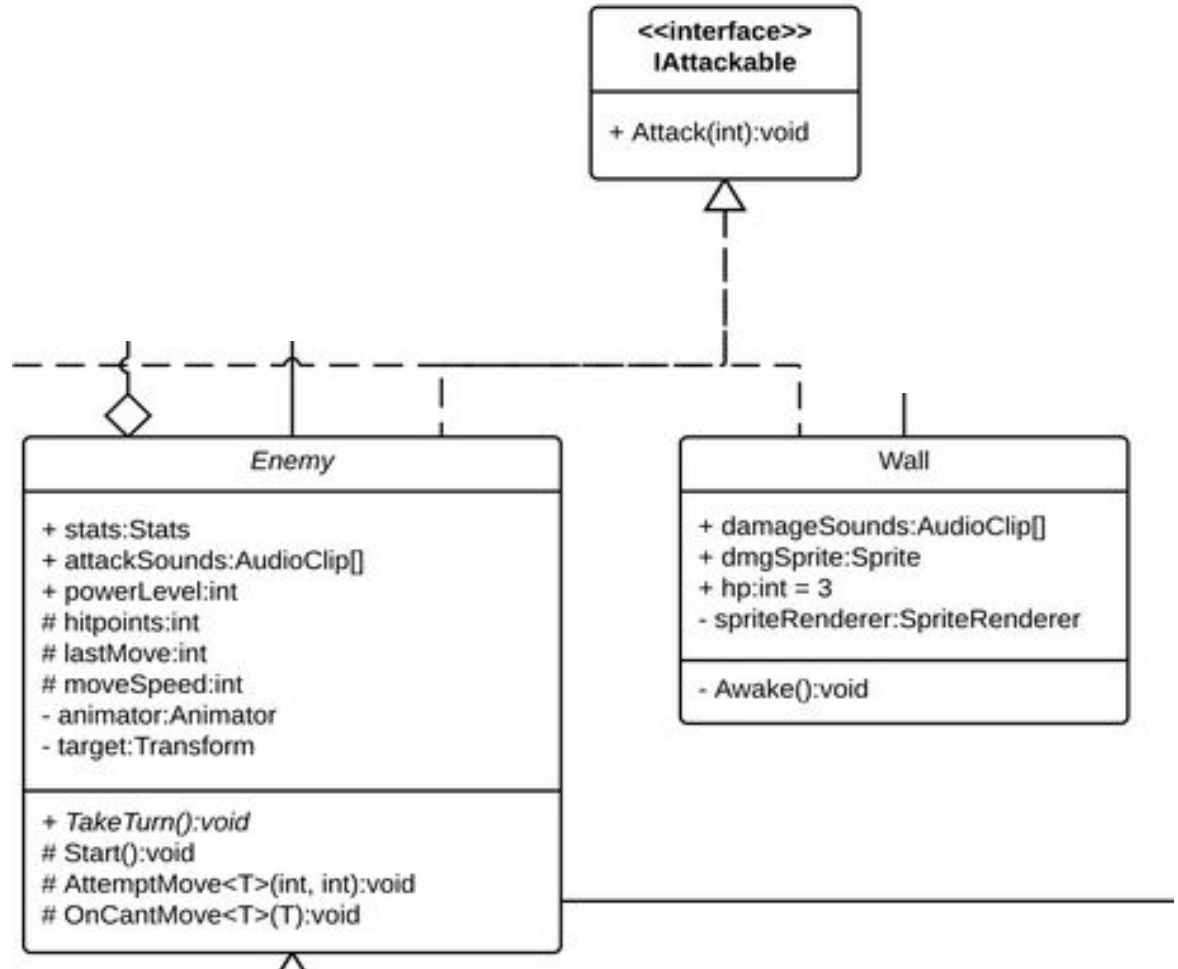 <<interface>>
IAttackable
+ Attack(int):void
Enemy
+ stats:Stats
+ attackSounds:AudioClip[]
+ powerLevel:int
# hitpoints:int
# lastMove:int
# moveSpeed:int
- animator:Animator
- target:Transform
+ TakeTurn():void
# Start():void
# AttemptMove<T>(int, int):void
# OnCantMove<T>(T):void
Wall
+ damageSounds:AudioClip[]
+ dmgSprite:Sprite
+ hp:int = 3
- spriteRenderer:SpriteRenderer
- Awake():void